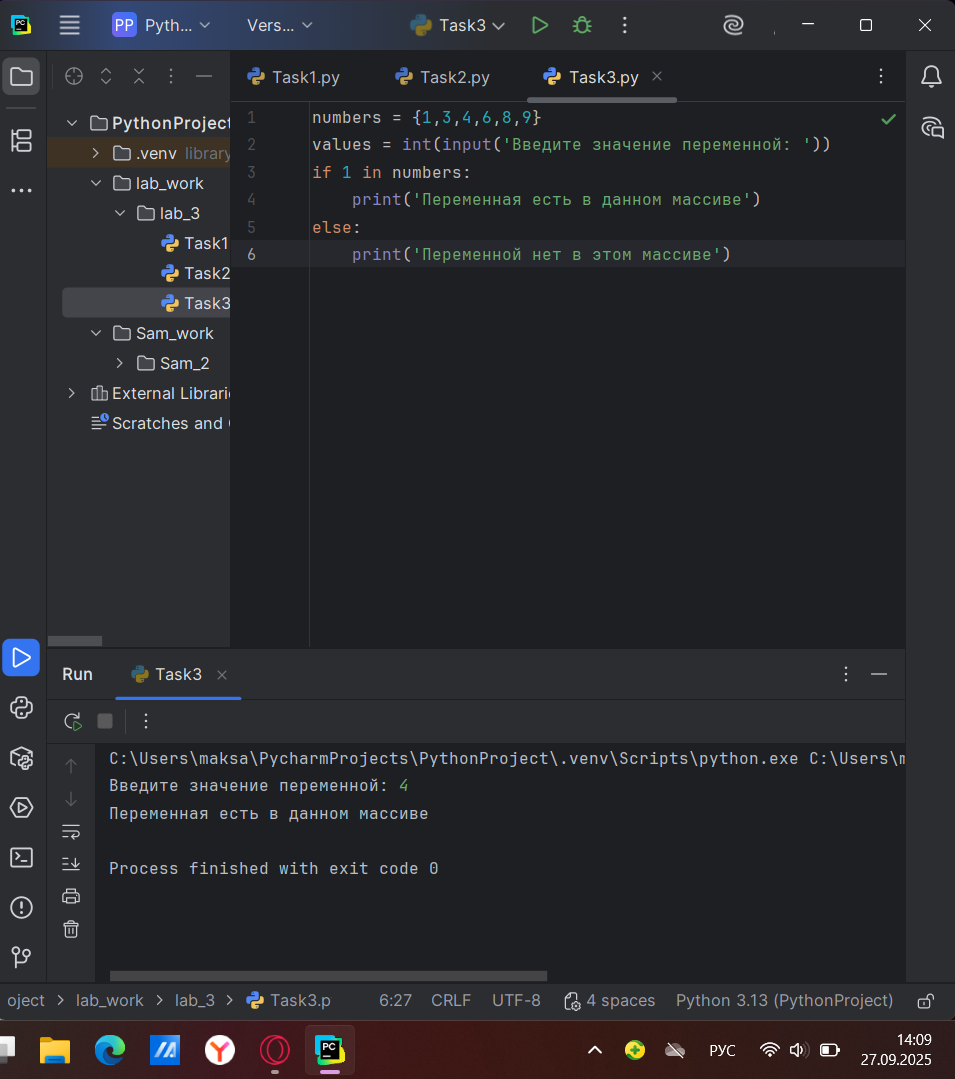 PC
PP Pyth...
Vers...
Task3
Task1.py
Task2.py
Task3.py
PythonProject
.venv library
lab_work
lab_3
Task1
Task2
Task3
Sam_work
Sam_2
External Librari
Scratches and
1 numbers = {1,3,4,6,8,9}
2 values = int(input('Введите значение переменной: '))
3 if 1 in numbers:
4 print('Переменная есть в данном массиве')
5 else:
6 print('Переменной нет в этом массиве')
Run
Task3
C:\Users\maksa\PycharmProjects\PythonProject\.venv\Scripts\python.exe C:\Users\m
Введите значение переменной: 4
Переменная есть в данном массиве
Process finished with exit code 0
oject > lab_work > lab_3 > Task3.p
6:27
CRLF
UTF-8
4 spaces
Python 3.13 (PythonProject)
PC
РУС
14:09
27.09.2025